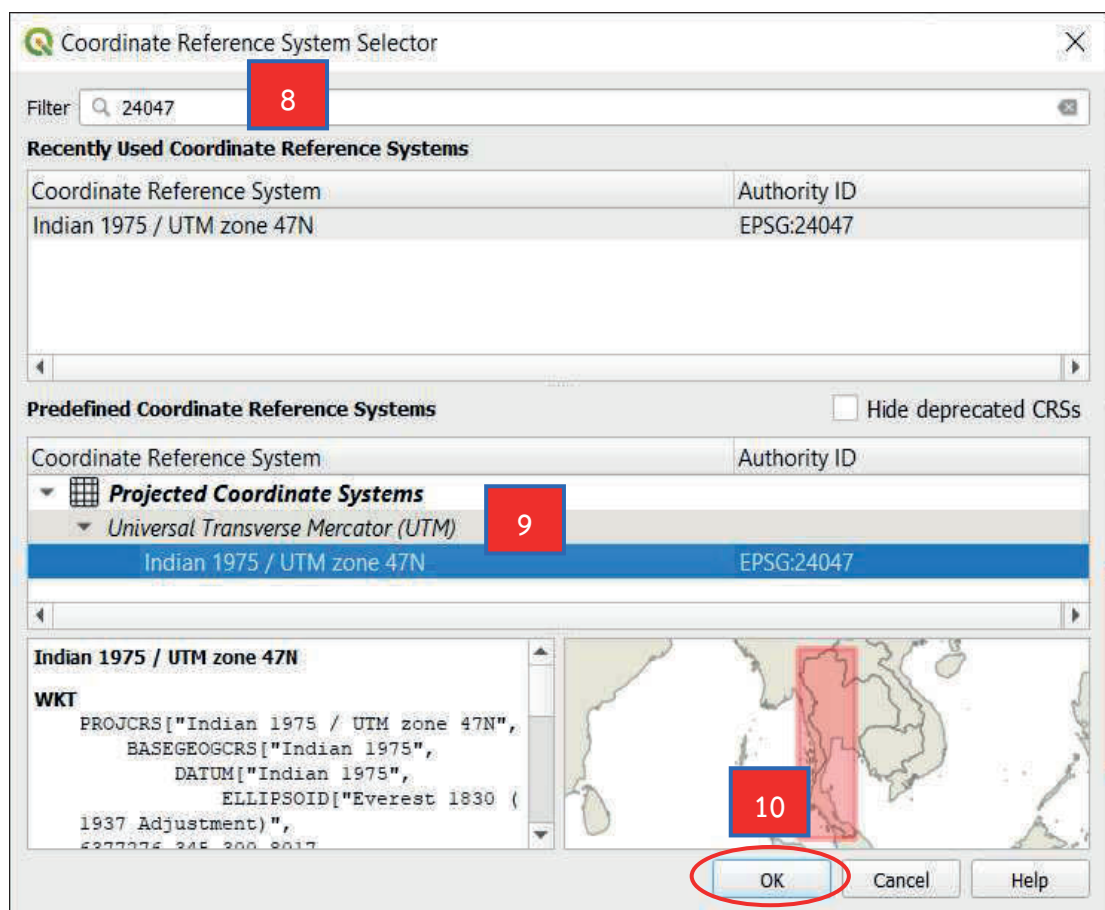 Coordinate Reference System Selector
8
Filter 24047
Recently Used Coordinate Reference Systems
Coordinate Reference System Authority ID
Indian 1975 / UTM zone 47N EPSG:24047
Predefined Coordinate Reference Systems Hide deprecated CRSs
Coordinate Reference System Authority ID
Projected Coordinate Systems
Universal Transverse Mercator (UTM)
9
Indian 1975 / UTM zone 47N EPSG:24047
Indian 1975 / UTM zone 47N
WKT
PROJCRS["Indian 1975 / UTM zone 47N",
BASEGEOGCRS["Indian 1975",
DATUM["Indian 1975",
ELLIPSOID["Everest 1830 (
1937 Adjustment)",
10
OK Cancel Help